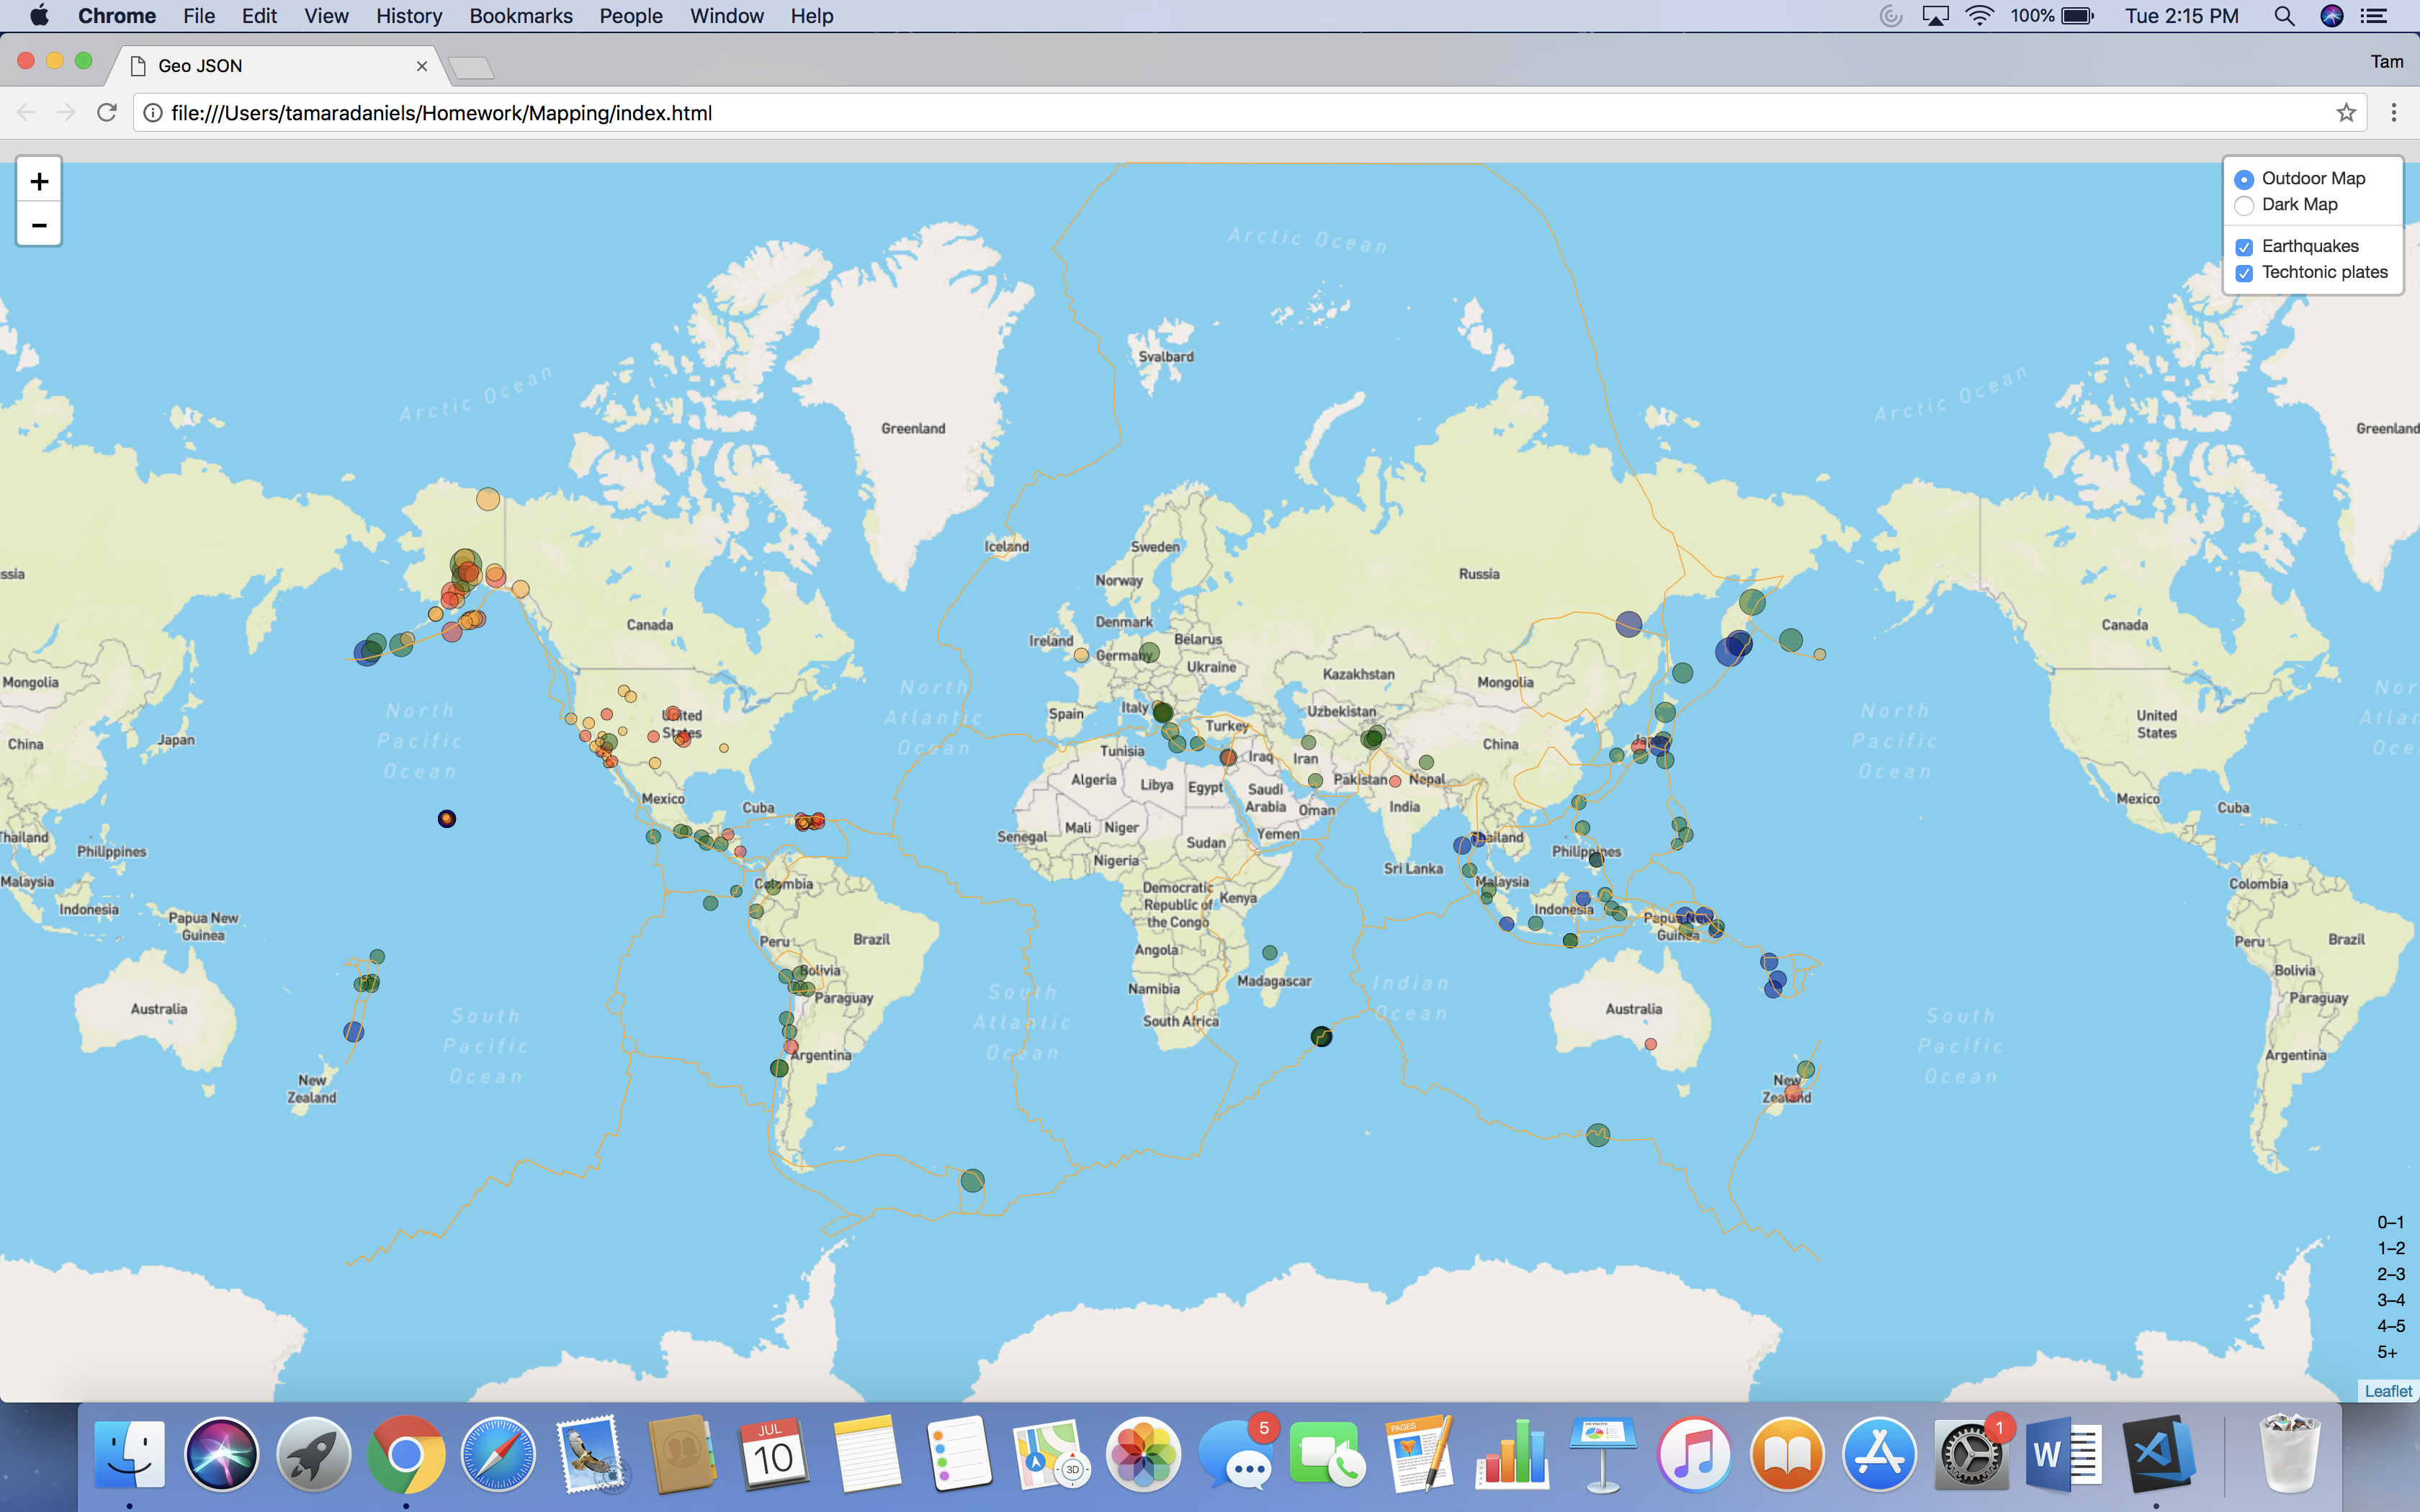 Chrome File Edit View History Bookmarks People Window Help 100% Tue 2:15 PM
Geo JSON
Tam
file:///Users/tamaradaniels/Homework/Mapping/index.html
+
−
Outdoor Map
Dark Map
Earthquakes
Techtonic plates
Arctic Ocean
Svalbard
Arctic Ocean
Arctic Ocean
Greenland
Greenland
Iceland
Sweden
Russia
ssia
Norway
Canada
Denmark
Canada
Ireland
Belarus
Germany
Ukraine
Kazakhstan
Mongolia
Mongolia
North
Atlantic
Ocean
North
Pacific
Ocean
Italy
Uzbekistan
Spain
Turkey
United
States
North
Pacific
Ocean
United
States
Nor
Atlan
Oce
Japan
China
Japan
China
Tunisia
Iraq
Iran
Algeria
Libya
Egypt
Pakistan
Nepal
Saudi
Arabia
Oman
India
Mexico
Cuba
Mexico
Cuba
Mali
Niger
Yemen
Senegal
Sudan
Thailand
Thailand
Philippines
Philippines
Nigeria
Sri Lanka
Malaysia
Malaysia
Colombia
Colombia
Democratic
Republic of
the Congo
Kenya
Indonesia
Indonesia
Papua New
Guinea
Papua New
Guinea
Peru
Brazil
Peru
Brazil
Angola
Bolivia
Bolivia
Madagascar
Namibia
Indian
Ocean
Paraguay
Paraguay
Australia
Australia
South
Atlantic
Ocean
South Africa
South
Pacific
Ocean
South
Pacific
Ocean
Argentina
Argentina
New
Zealand
New
Zealand
0–1
1–2
2–3
3–4
4–5
5+
Leaflet
JUL
10
3D
5
PAGES
1
W